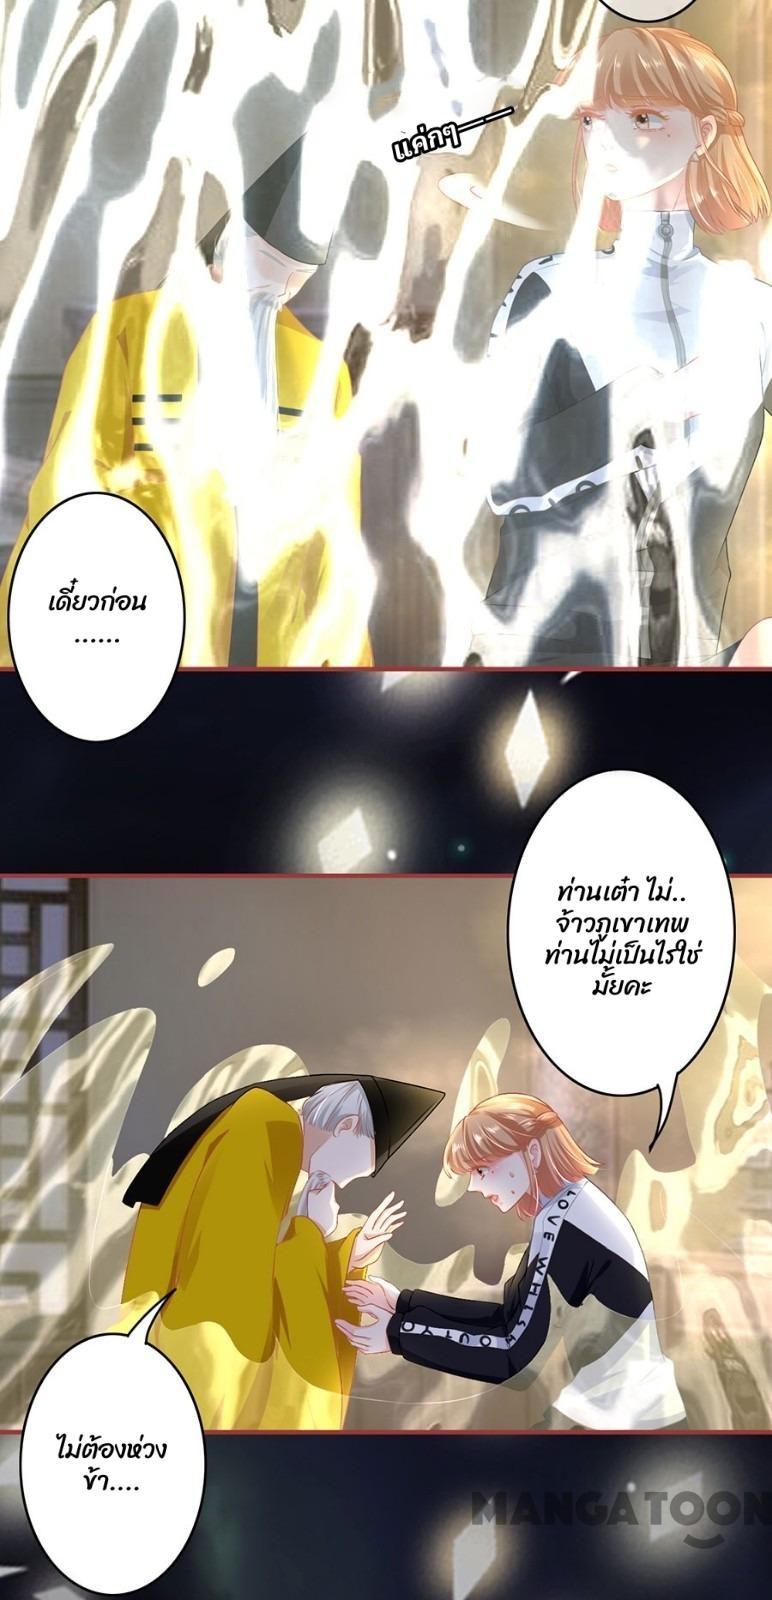 แค่กๆ——
เดี๋ยวก่อน
......
ท่านเต๋า ไม่..
จ้าวภูเขาเทพ
ท่านไม่เป็นไรใช่
มั้ยคะ
LOVE WHISH
OUTYO
ไม่ต้องห่วง
ข้า....
MANGATOON